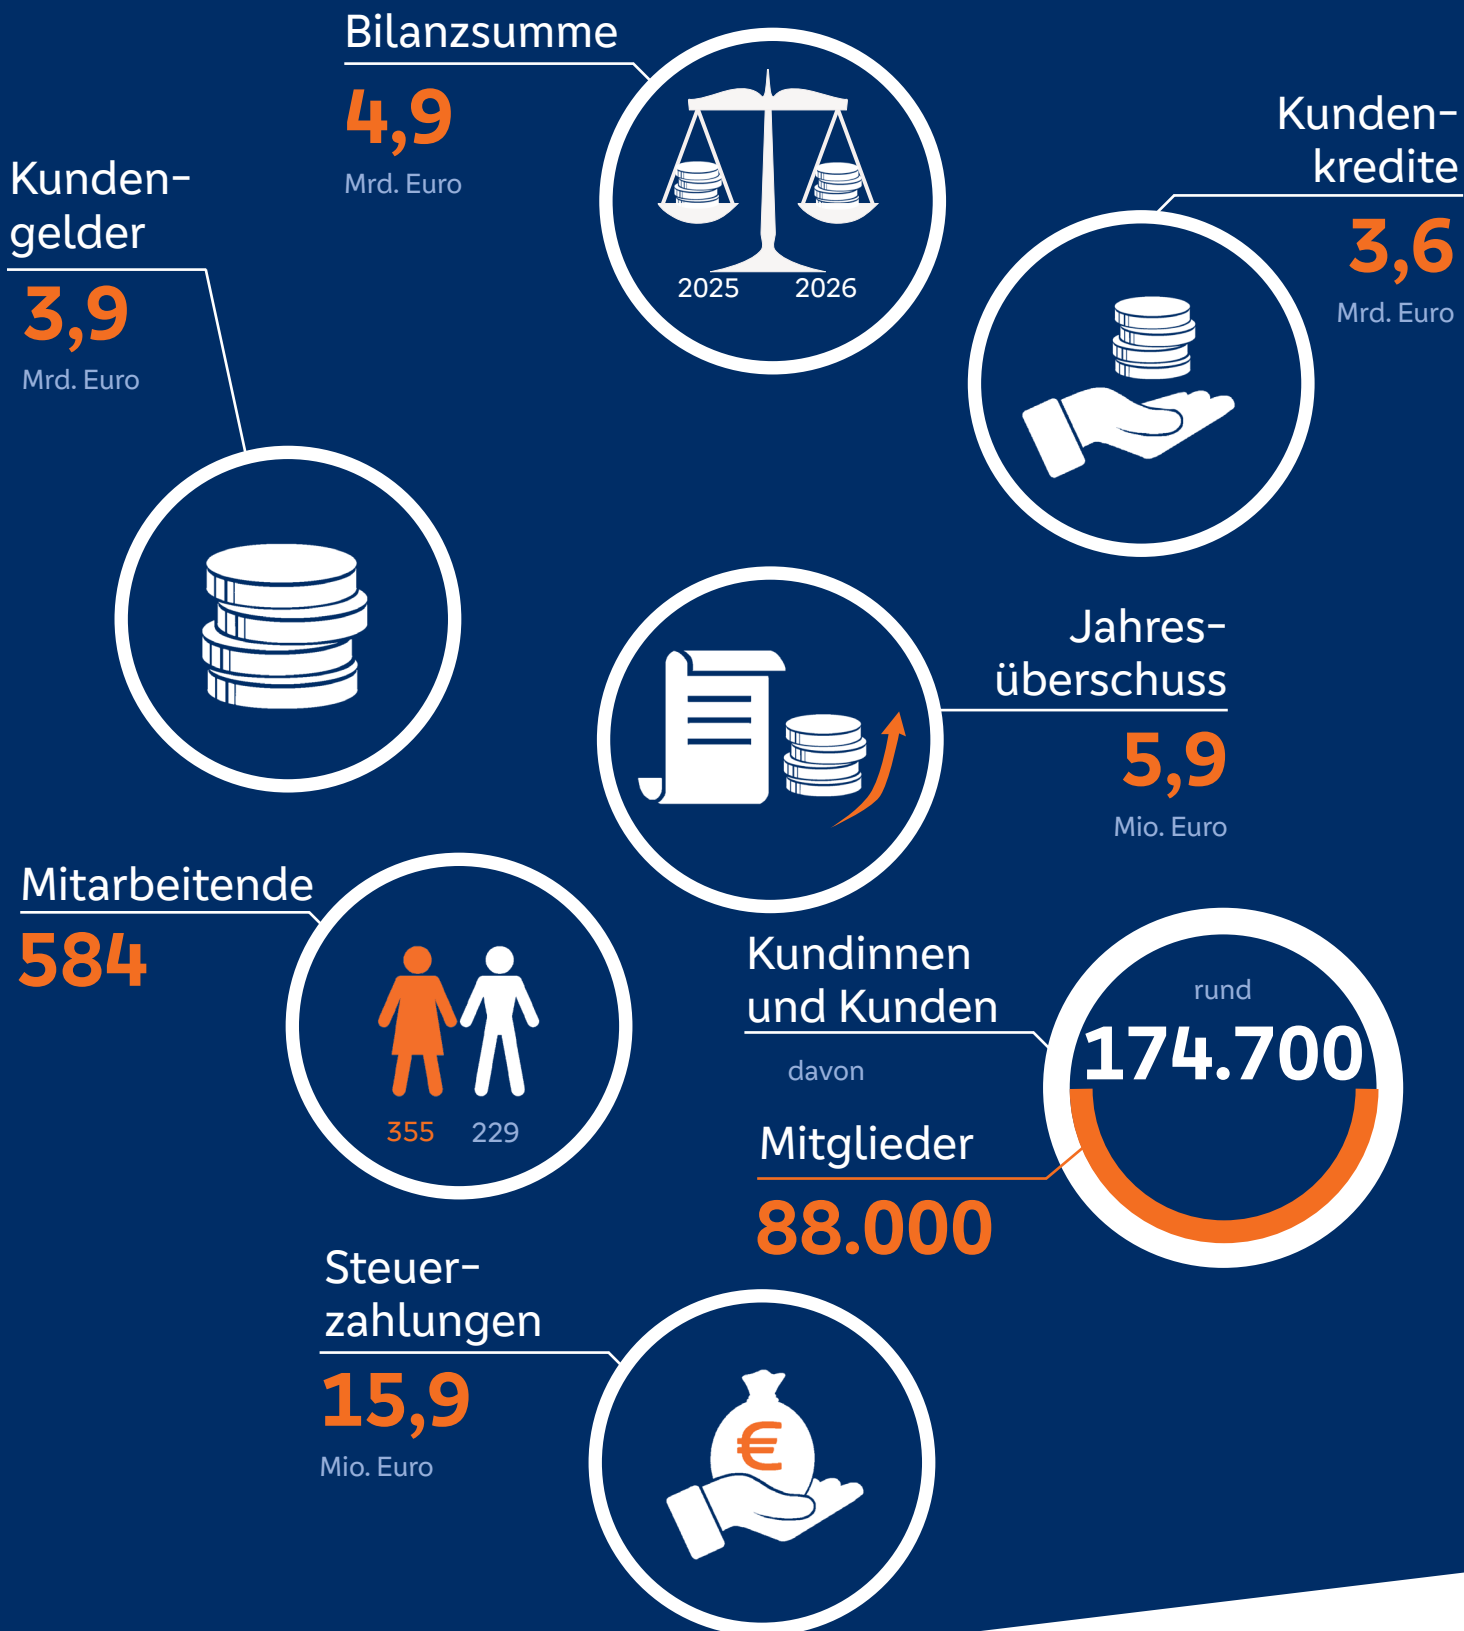 Bilanzsumme
4,9
Mrd. Euro
2025 2026
Kunden-
kredite
3,6
Mrd. Euro
Kunden-
gelder
3,9
Mrd. Euro
Jahres-
überschuss
5,9
Mio. Euro
Mitarbeitende
584
355 229
Kundinnen
und Kunden
rund
174.700
davon
Mitglieder
88.000
Steuer-
zahlungen
15,9
Mio. Euro
€